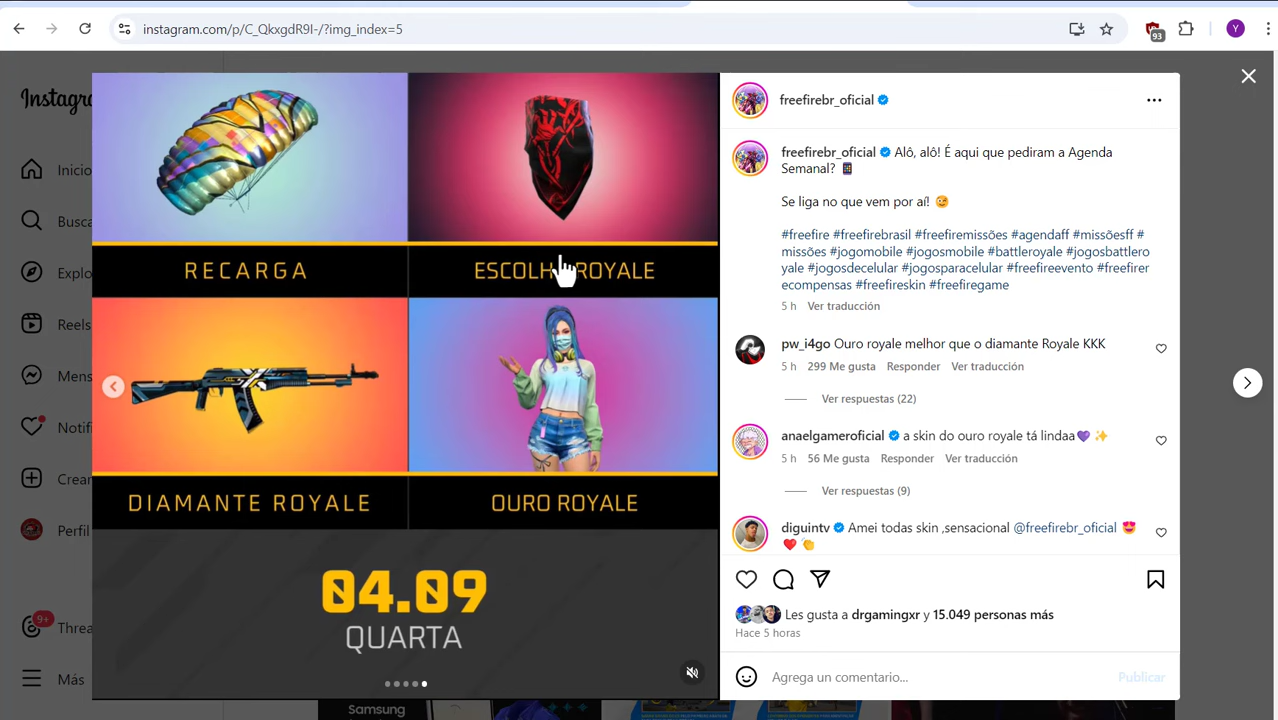 instagram.com/p/C_QkxgdR9I-/?img_index=5
93
Y
Instag
Inicio
Busca
Explo
Reels
Mens
Notifi
Crear
Perfil
9+
Threa
Más
RECARGA
ROYALE
DIAMANTE ROYALE
OURO ROYALE
04.09
QUARTA
SAMSUNG
freefirebr_oficial
freefirebr_oficial Alô, alô! É aqui que pediram a Agenda
Semanal?
Se liga no que vem por aí! 😉
#freefire #freefirebrasil #freefiremissões #agendaff #missõesff #
missões #jogomobile #jogosmobile #battleroyale #jogosbattlero
yale #jogosdecelular #jogosparacelular #freefireevento #freefirer
ecompensas #freefireskin #freefiregame
5 h Ver traducción
pw_i4go Ouro royale melhor que o diamante Royale KKK
5 h 299 Me gusta Responder Ver traducción
Ver respuestas (22)
anaelgameroficial a skin do ouro royale tá lindaa💜 ✨
5 h 56 Me gusta Responder Ver traducción
Ver respuestas (9)
diguintv Amei todas skin ,sensacional @freefirebr_oficial 😍
❤️ 👏
Les gusta a drgamingxr y 15.049 personas más
Hace 5 horas
Agrega un comentario...
Publicar